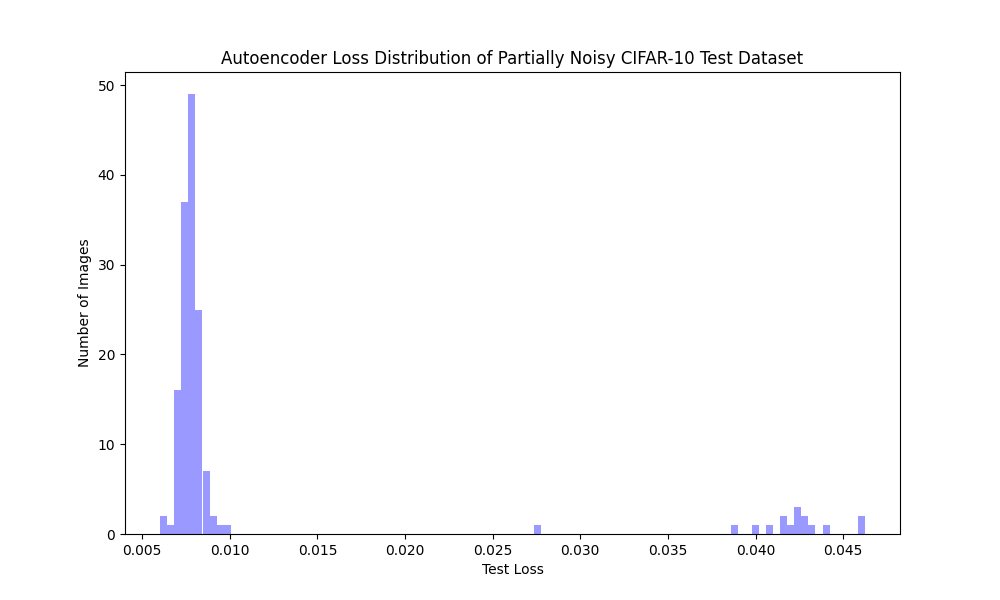 Autoencoder Loss Distribution of Partially Noisy CIFAR-10 Test Dataset
50
40
30
20
10
0
Number of Images
0.005 0.010 0.015 0.020 0.025 0.030 0.035 0.040 0.045
Test Loss